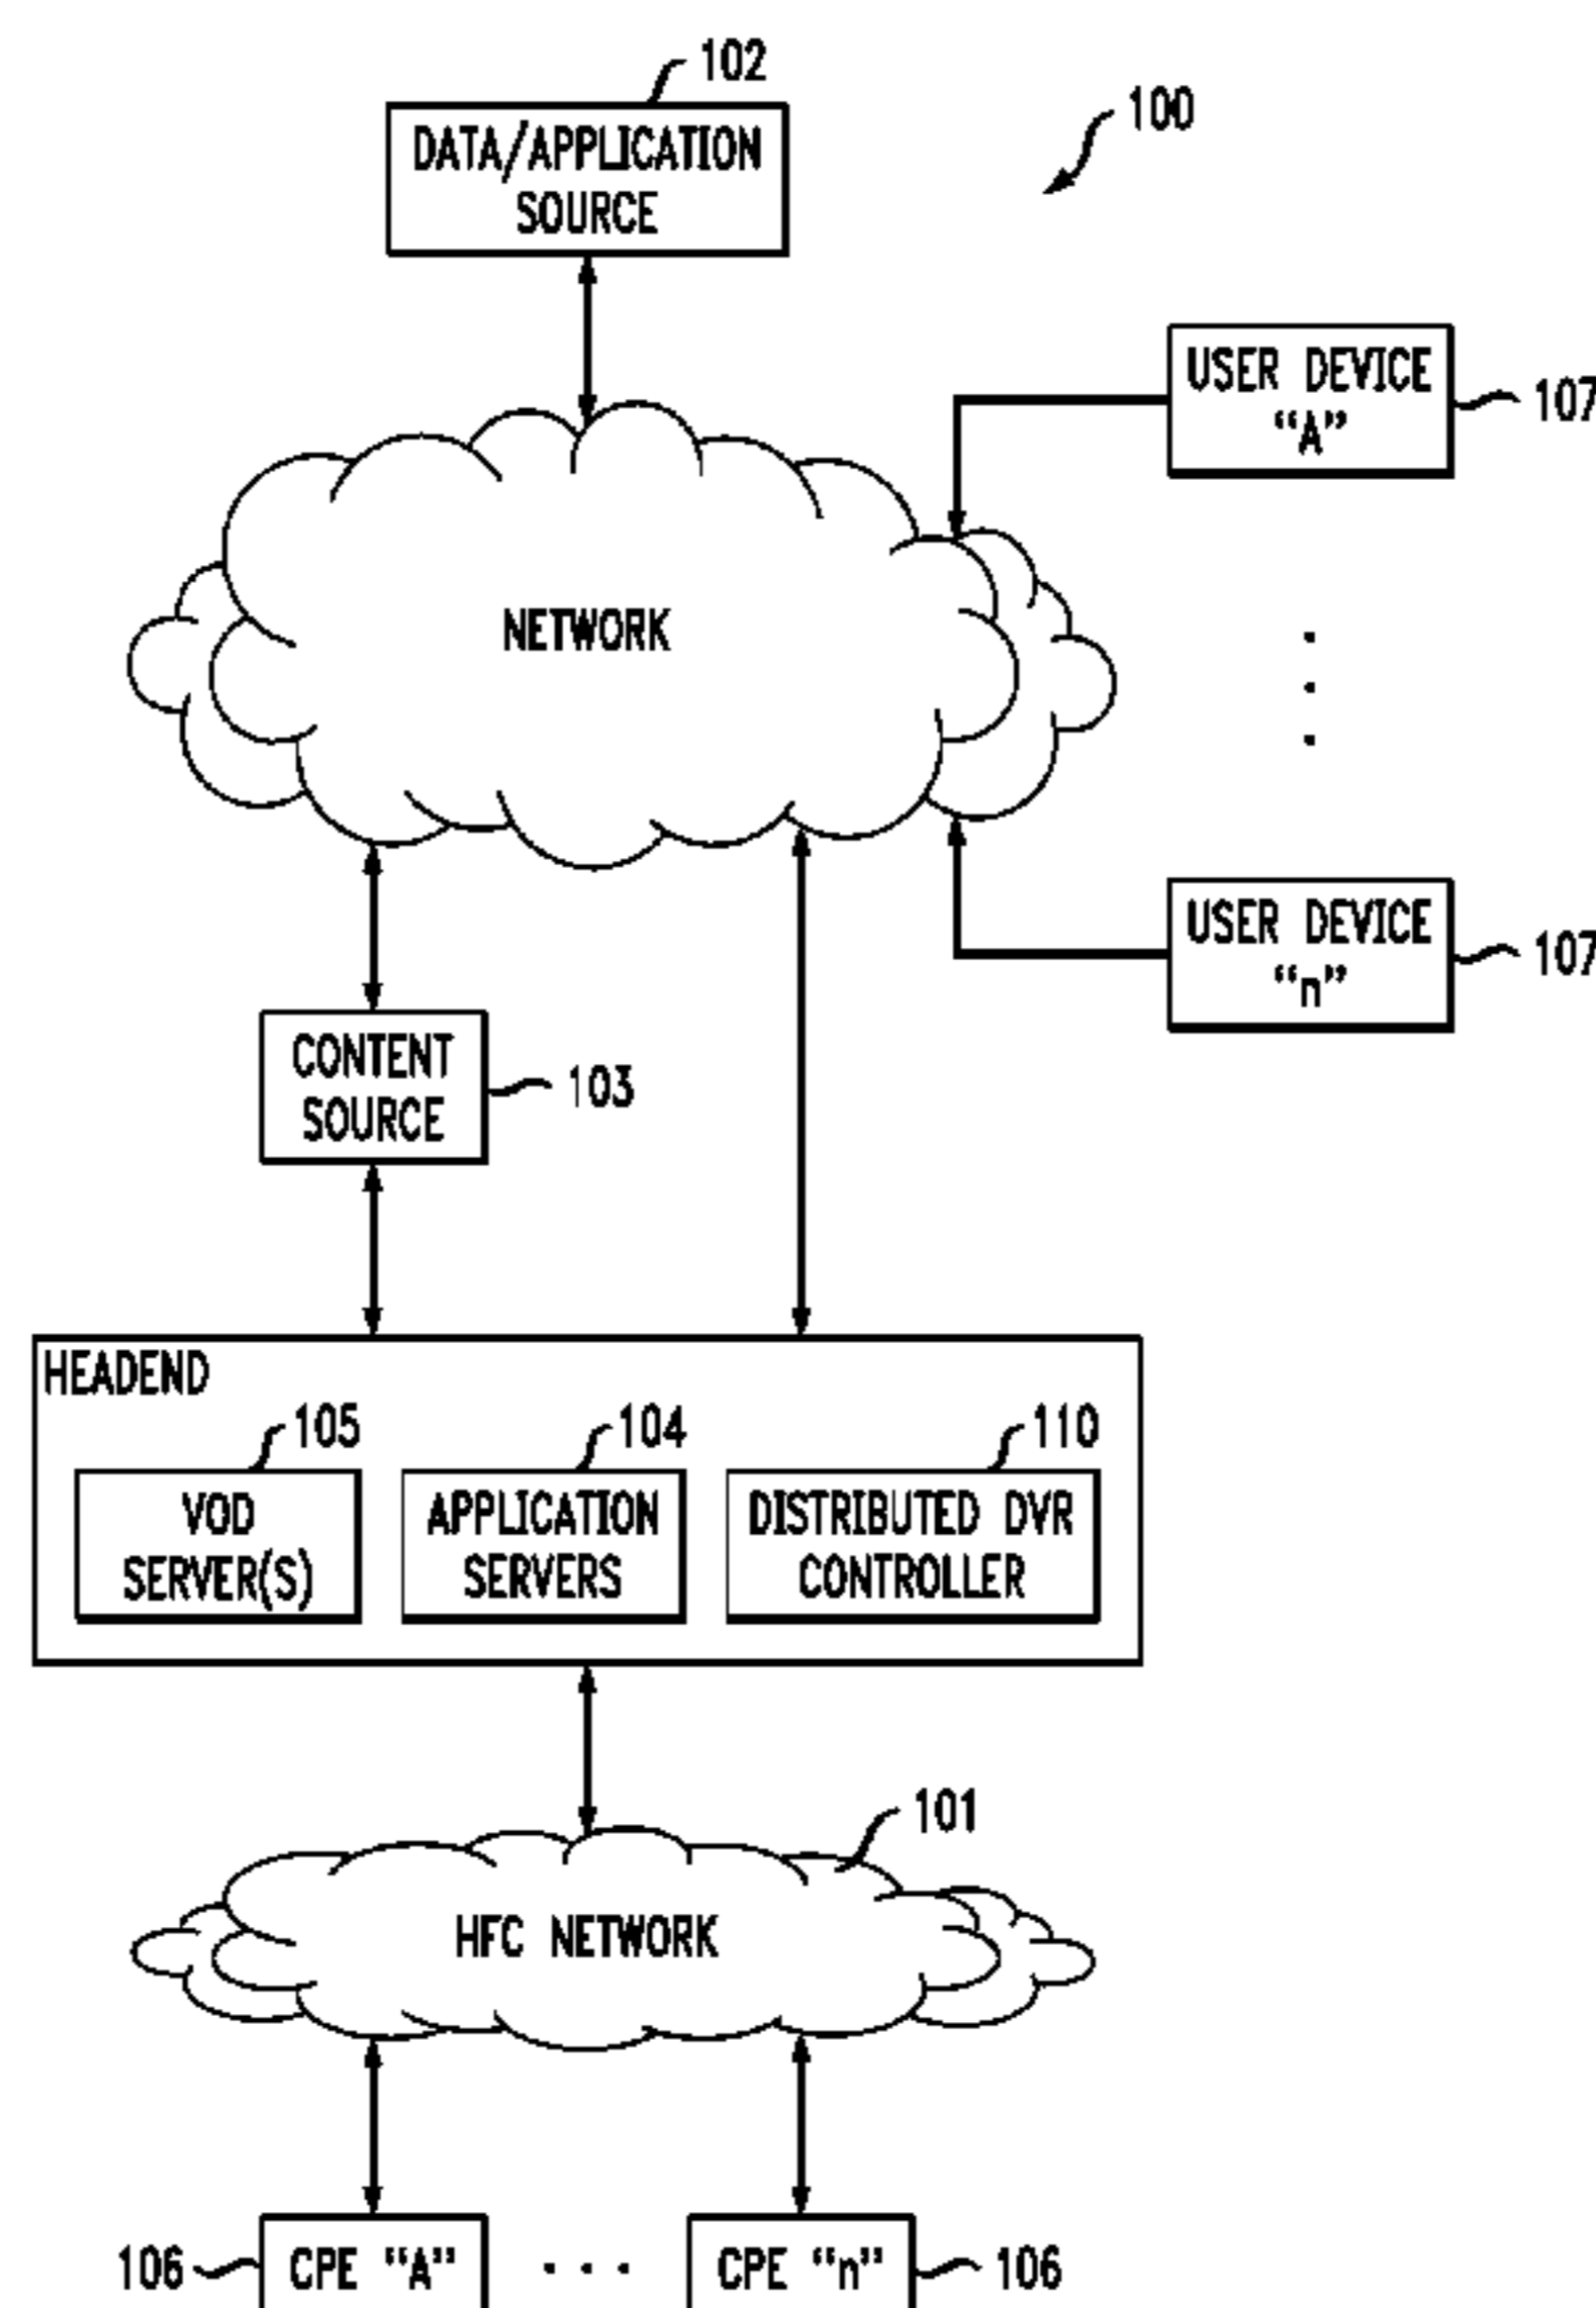 102
100
DATA/APPLICATION
SOURCE
USER DEVICE
“A”
107
NETWORK
USER DEVICE
“n”
107
CONTENT
SOURCE
103
HEADEND
105
104
110
VOD
SERVER(S)
APPLICATION
SERVERS
DISTRIBUTED DVR
CONTROLLER
101
HFC NETWORK
106
CPE “A”
. . .
CPE “n”
106